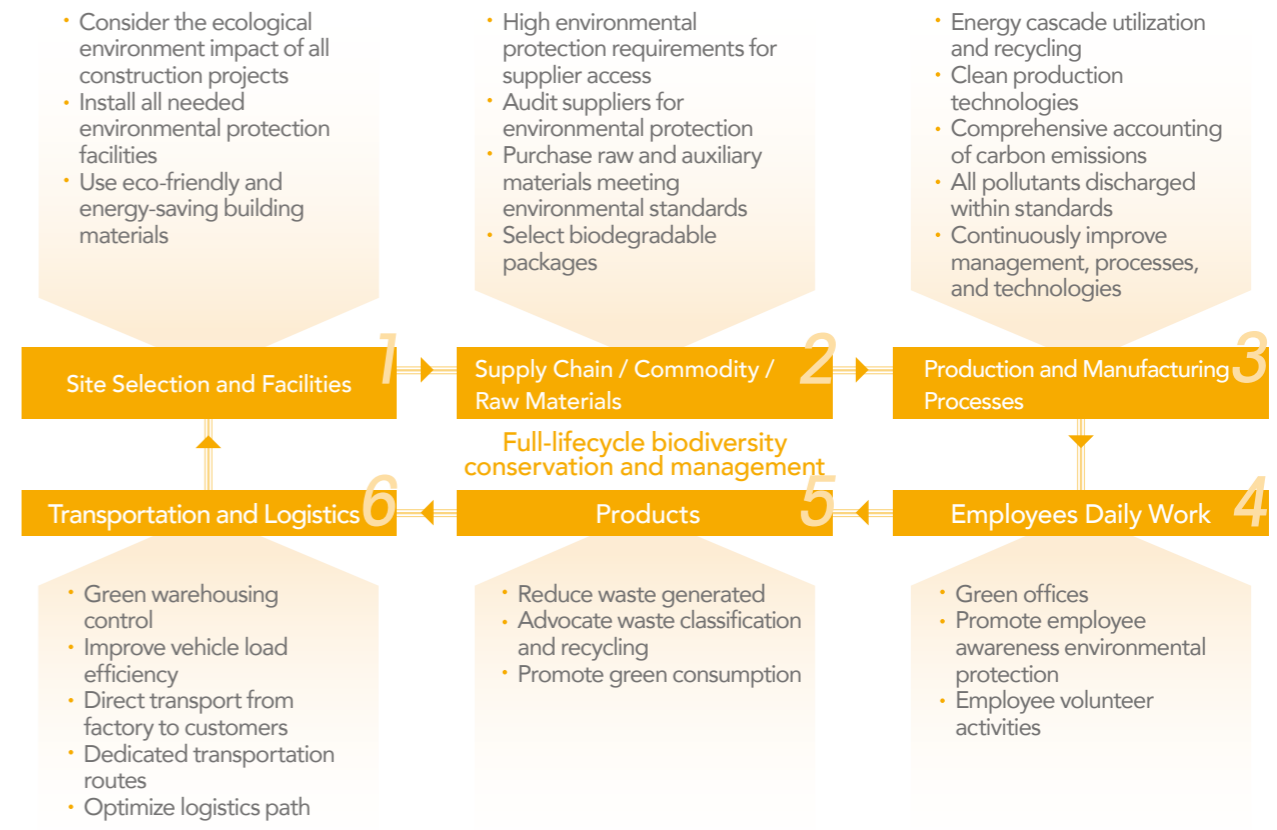 • Consider the ecological
environment impact of all
construction projects
• Install all needed
environmental protection
facilities
• Use eco-friendly and
energy-saving building
materials
• High environmental
protection requirements for
supplier access
• Audit suppliers for
environmental protection
• Purchase raw and auxiliary
materials meeting
environmental standards
• Select biodegradable
packages
• Energy cascade utilization
and recycling
• Clean production
technologies
• Comprehensive accounting
of carbon emissions
• All pollutants discharged
within standards
• Continuously improve
management, processes,
and technologies
Site Selection and Facilities
1
Supply Chain / Commodity /
Raw Materials
2
Production and Manufacturing
Processes
3
Full-lifecycle biodiversity
conservation and management
Transportation and Logistics
6
Products
5
Employees Daily Work
4
• Green warehousing
control
• Improve vehicle load
efficiency
• Direct transport from
factory to customers
• Dedicated transportation
routes
• Optimize logistics path
• Reduce waste generated
• Advocate waste classification
and recycling
• Promote green consumption
• Green offices
• Promote employee
awareness environmental
protection
• Employee volunteer
activities